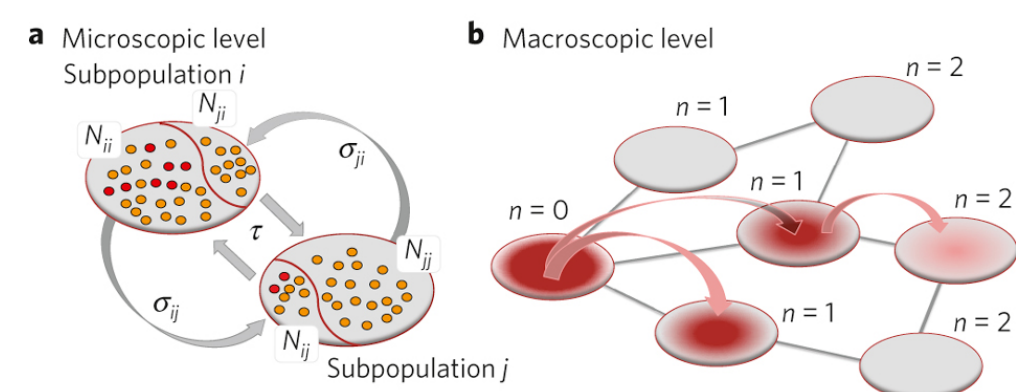 a Microscopic level
Subpopulation i
N_ji
N_ii
σ_ji
τ
N_jj
σ_ij
N_ij
Subpopulation j
b Macroscopic level
n = 2
n = 1
n = 1
n = 0
n = 2
n = 1
n = 2